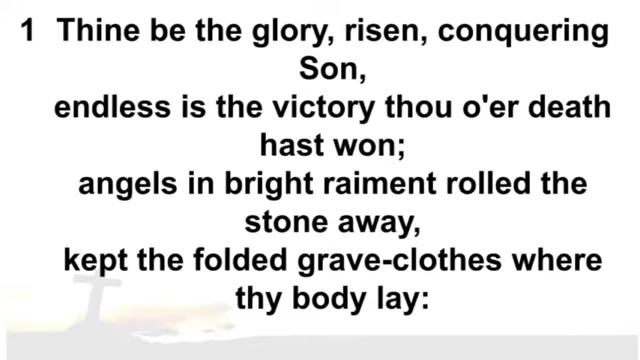 1 Thine be the glory, risen, conquering
Son,
endless is the victory thou o'er death
hast won;
angels in bright raiment rolled the
stone away,
kept the folded grave-clothes where
thy body lay: